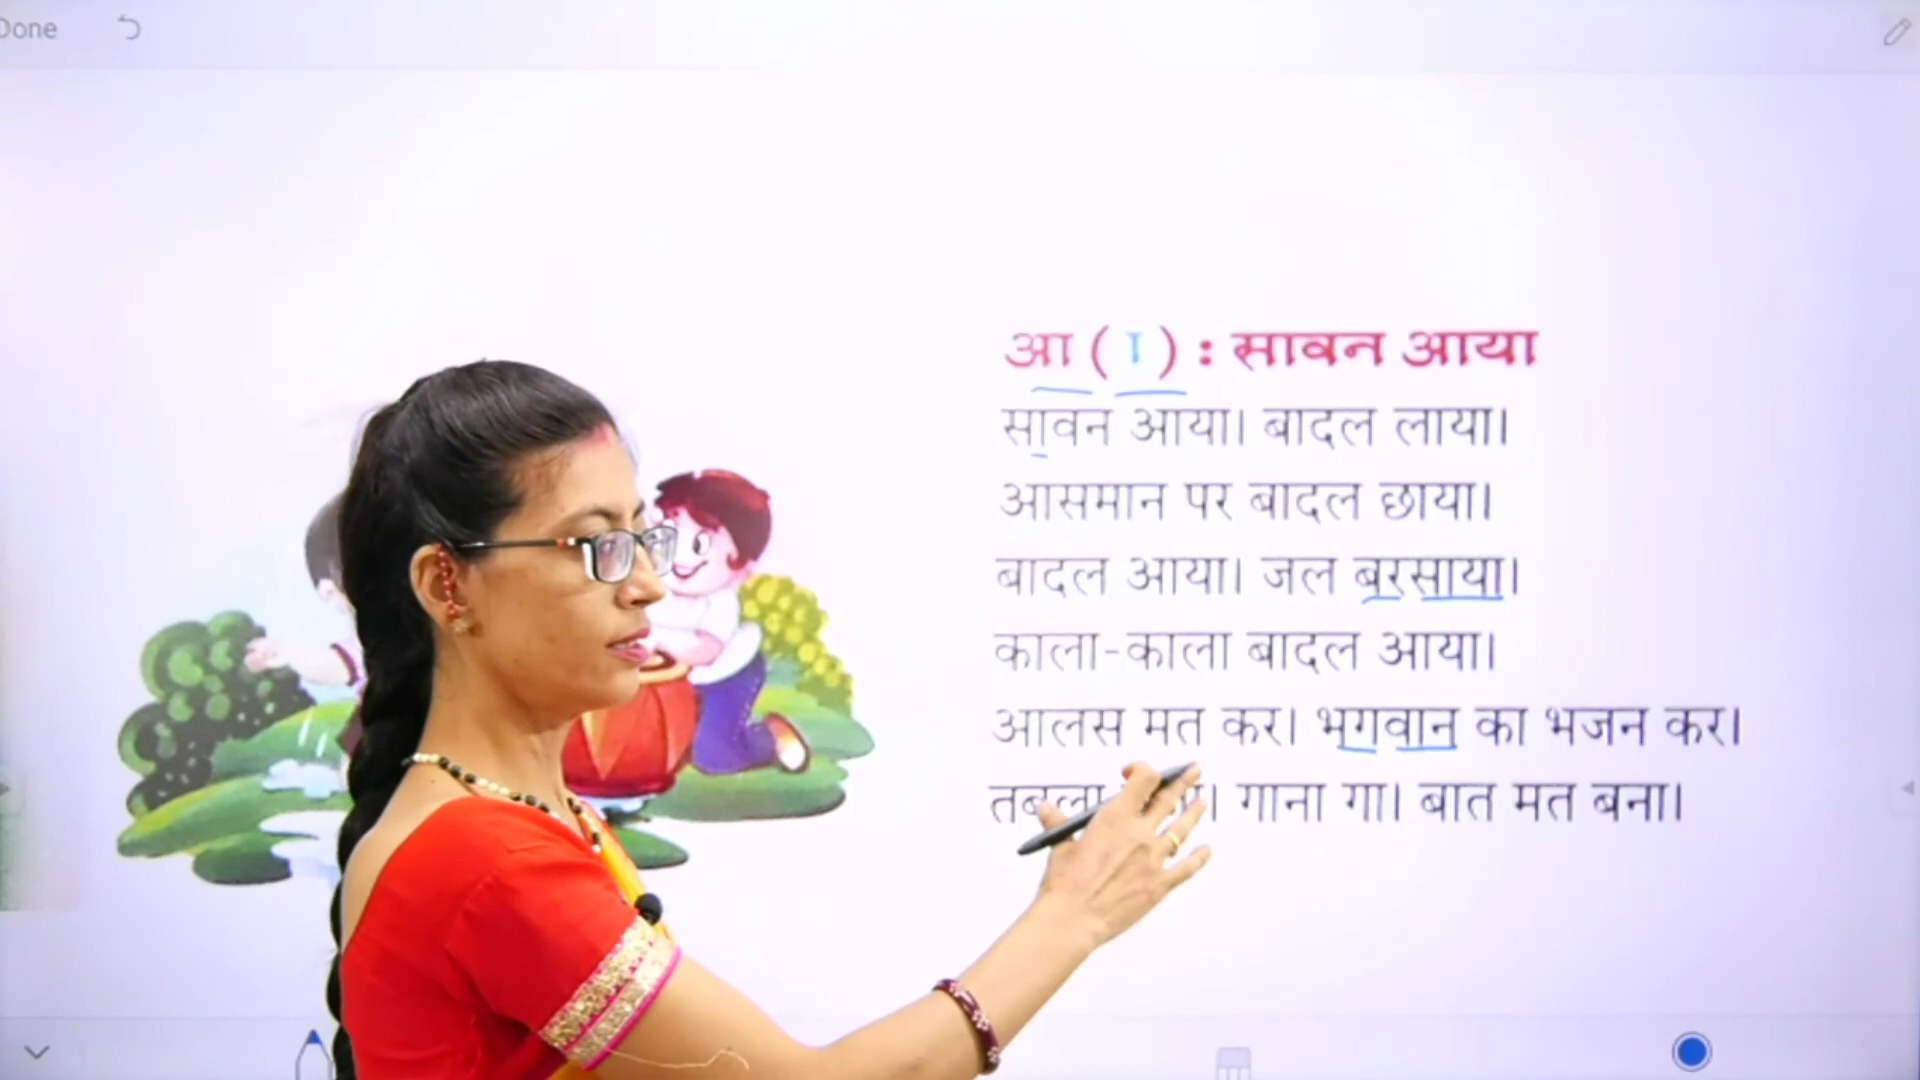 Done
आ ( ा ) : सावन आया
सावन आया। बादल लाया।
आसमान पर बादल छाया।
बादल आया। जल बरसाया।
काला-काला बादल आया।
आलस मत कर। भगवान का भजन कर।
तबला गाना गा। बात मत बना।